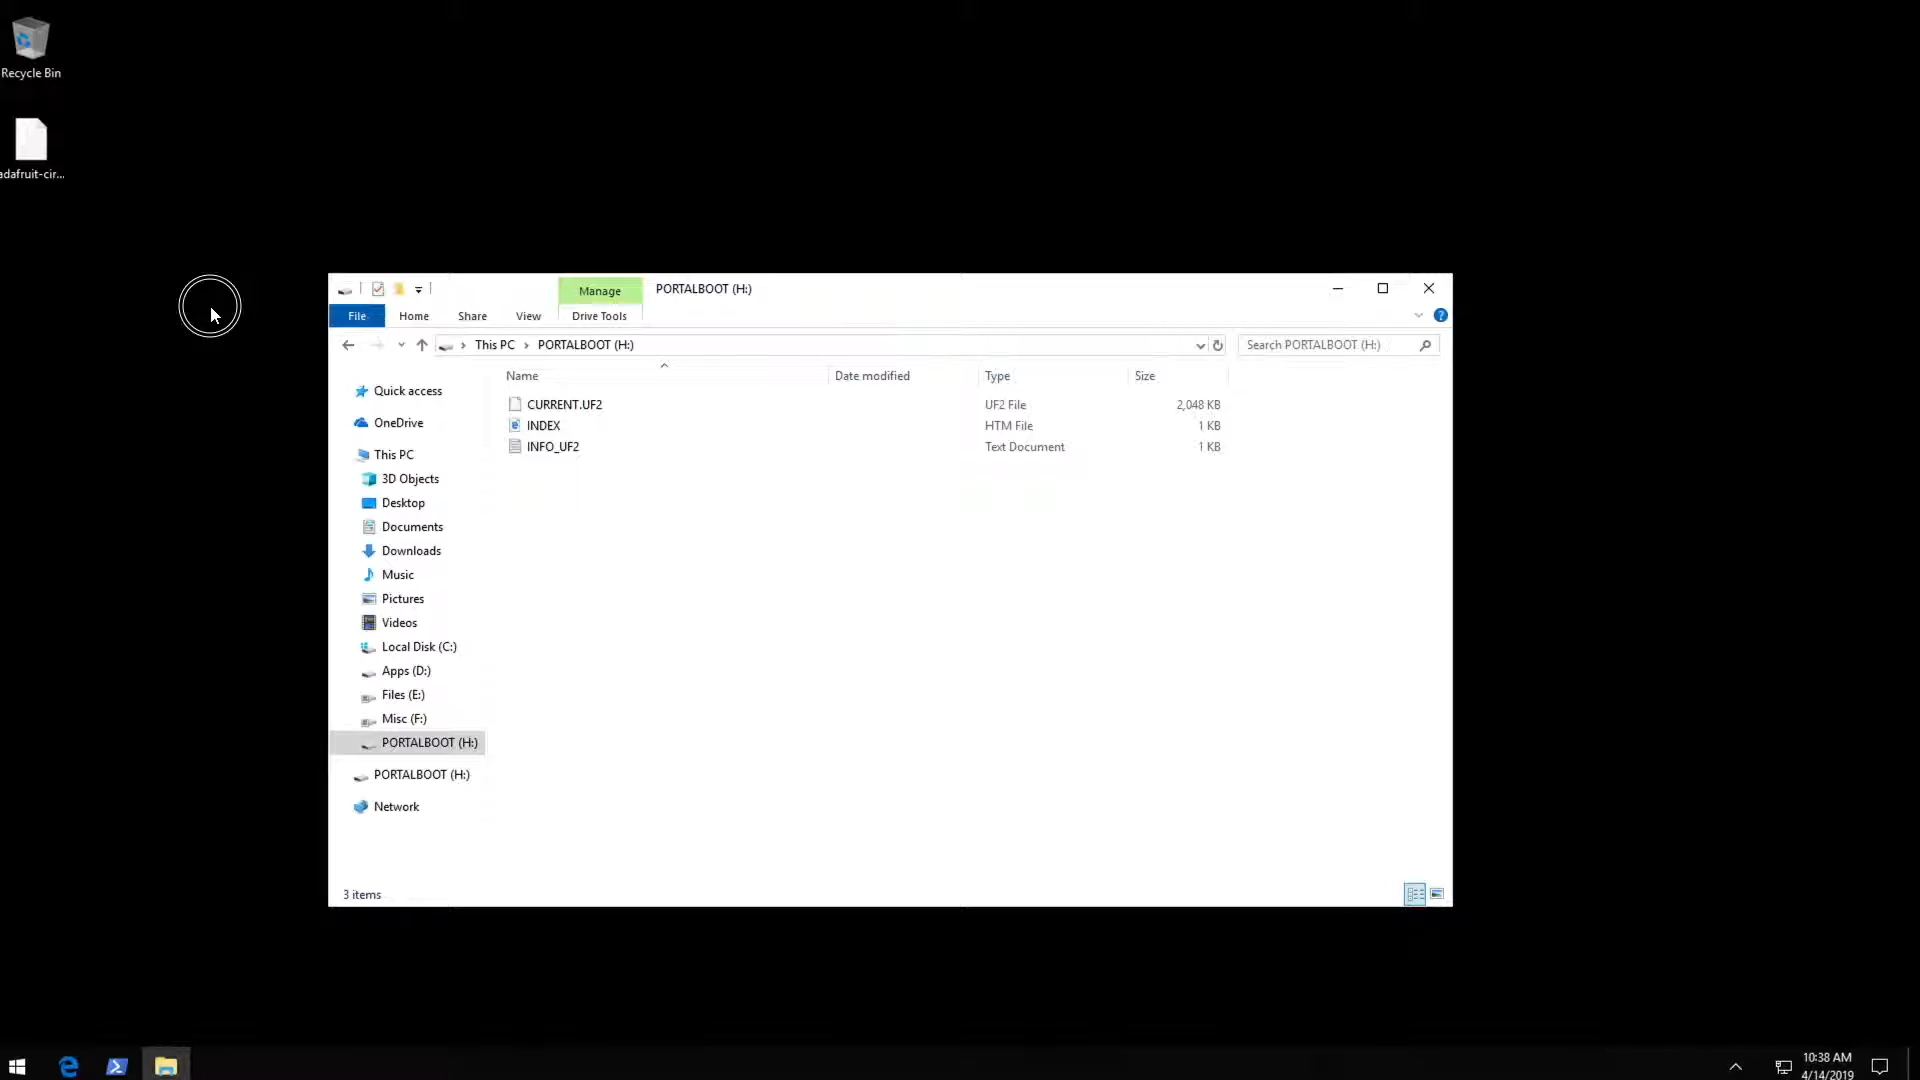 Recycle Bin
adafruit-cir...
Manage
PORTALBOOT (H:)
File
Home
Share
View
Drive Tools
This PC
PORTALBOOT (H:)
Search PORTALBOOT (H:)
Name
Date modified
Type
Size
CURRENT.UF2
UF2 File
2,048 KB
INDEX
HTM File
1 KB
INFO_UF2
Text Document
1 KB
Quick access
OneDrive
This PC
3D Objects
Desktop
Documents
Downloads
Music
Pictures
Videos
Local Disk (C:)
Apps (D:)
Files (E:)
Misc (F:)
PORTALBOOT (H:)
PORTALBOOT (H:)
Network
3 items
10:38 AM
4/14/2019